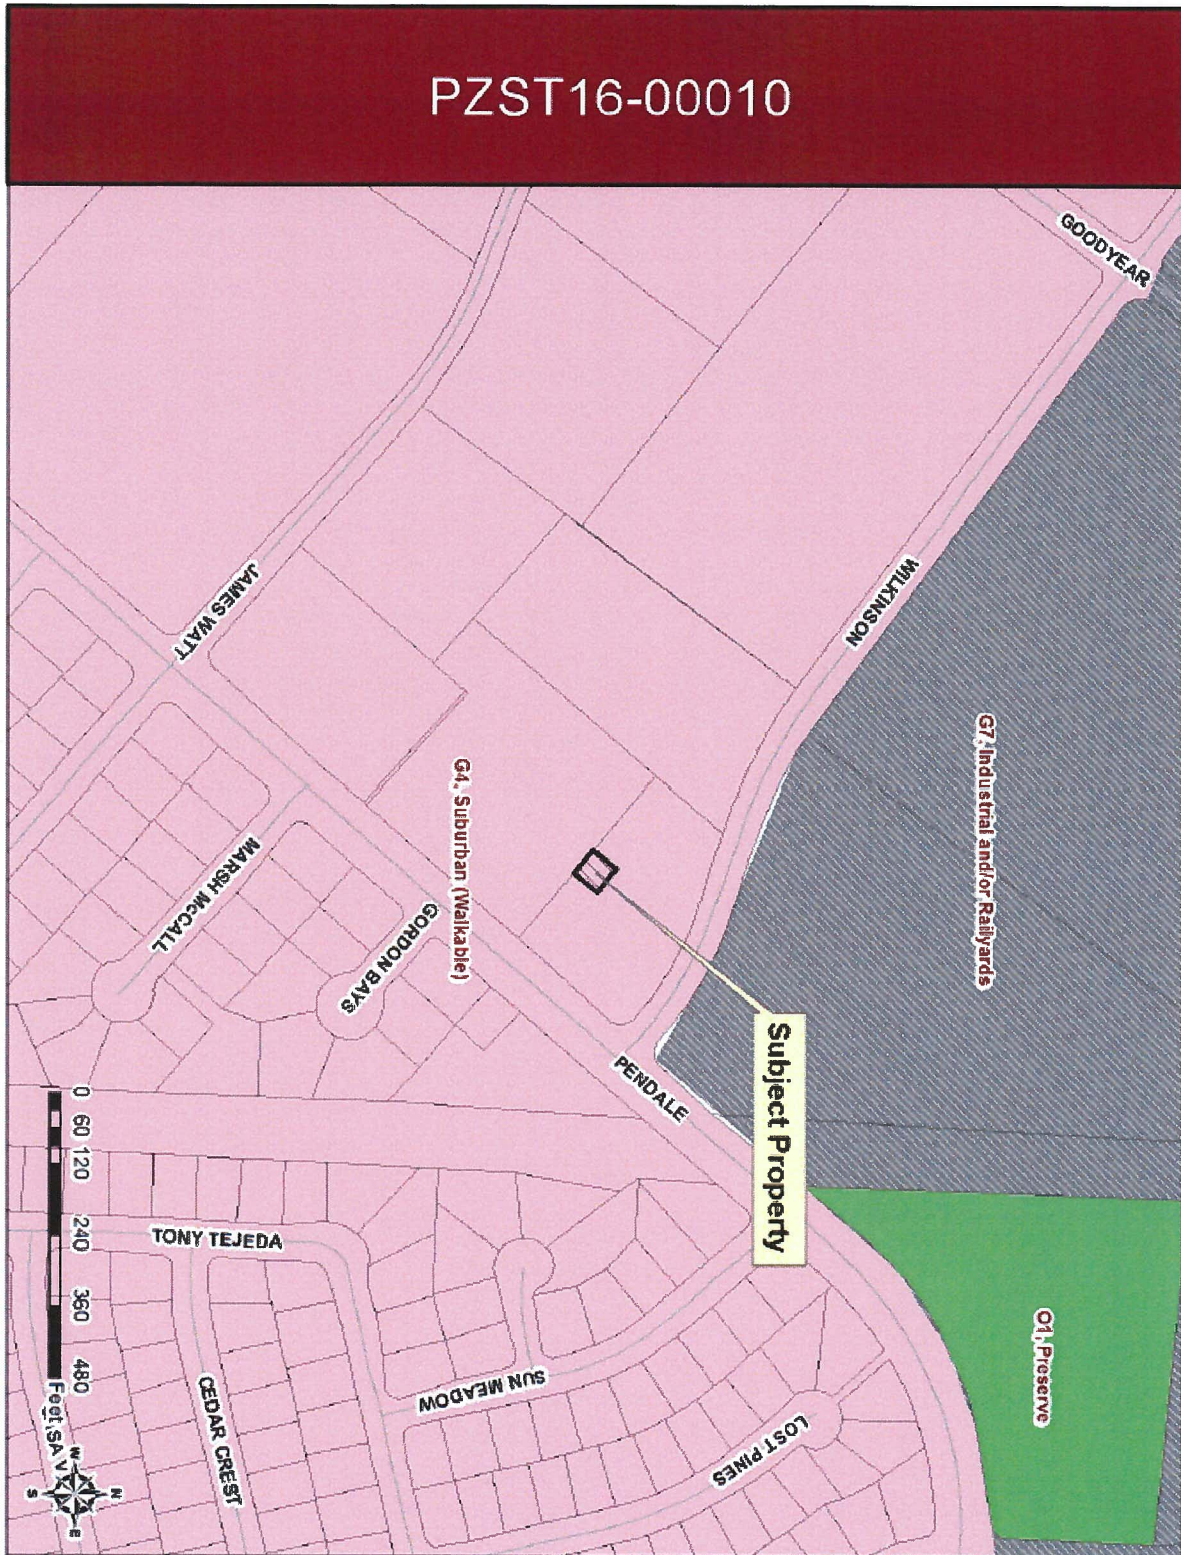 PZST16-00010
GOODYEAR
WILKINSON
G7, Industrial and/or Railyards
JAMES WATT
G4, Suburban (Walkable)
MARSH McCALL
GORDON BAYS
PENDALE
Subject Property
O1, Preserve
TONY TEJEDA
SUN MEADOW
CEDAR CREST
LOST PINES
0 60 120 240 360 480
Feet
N
W
E
S